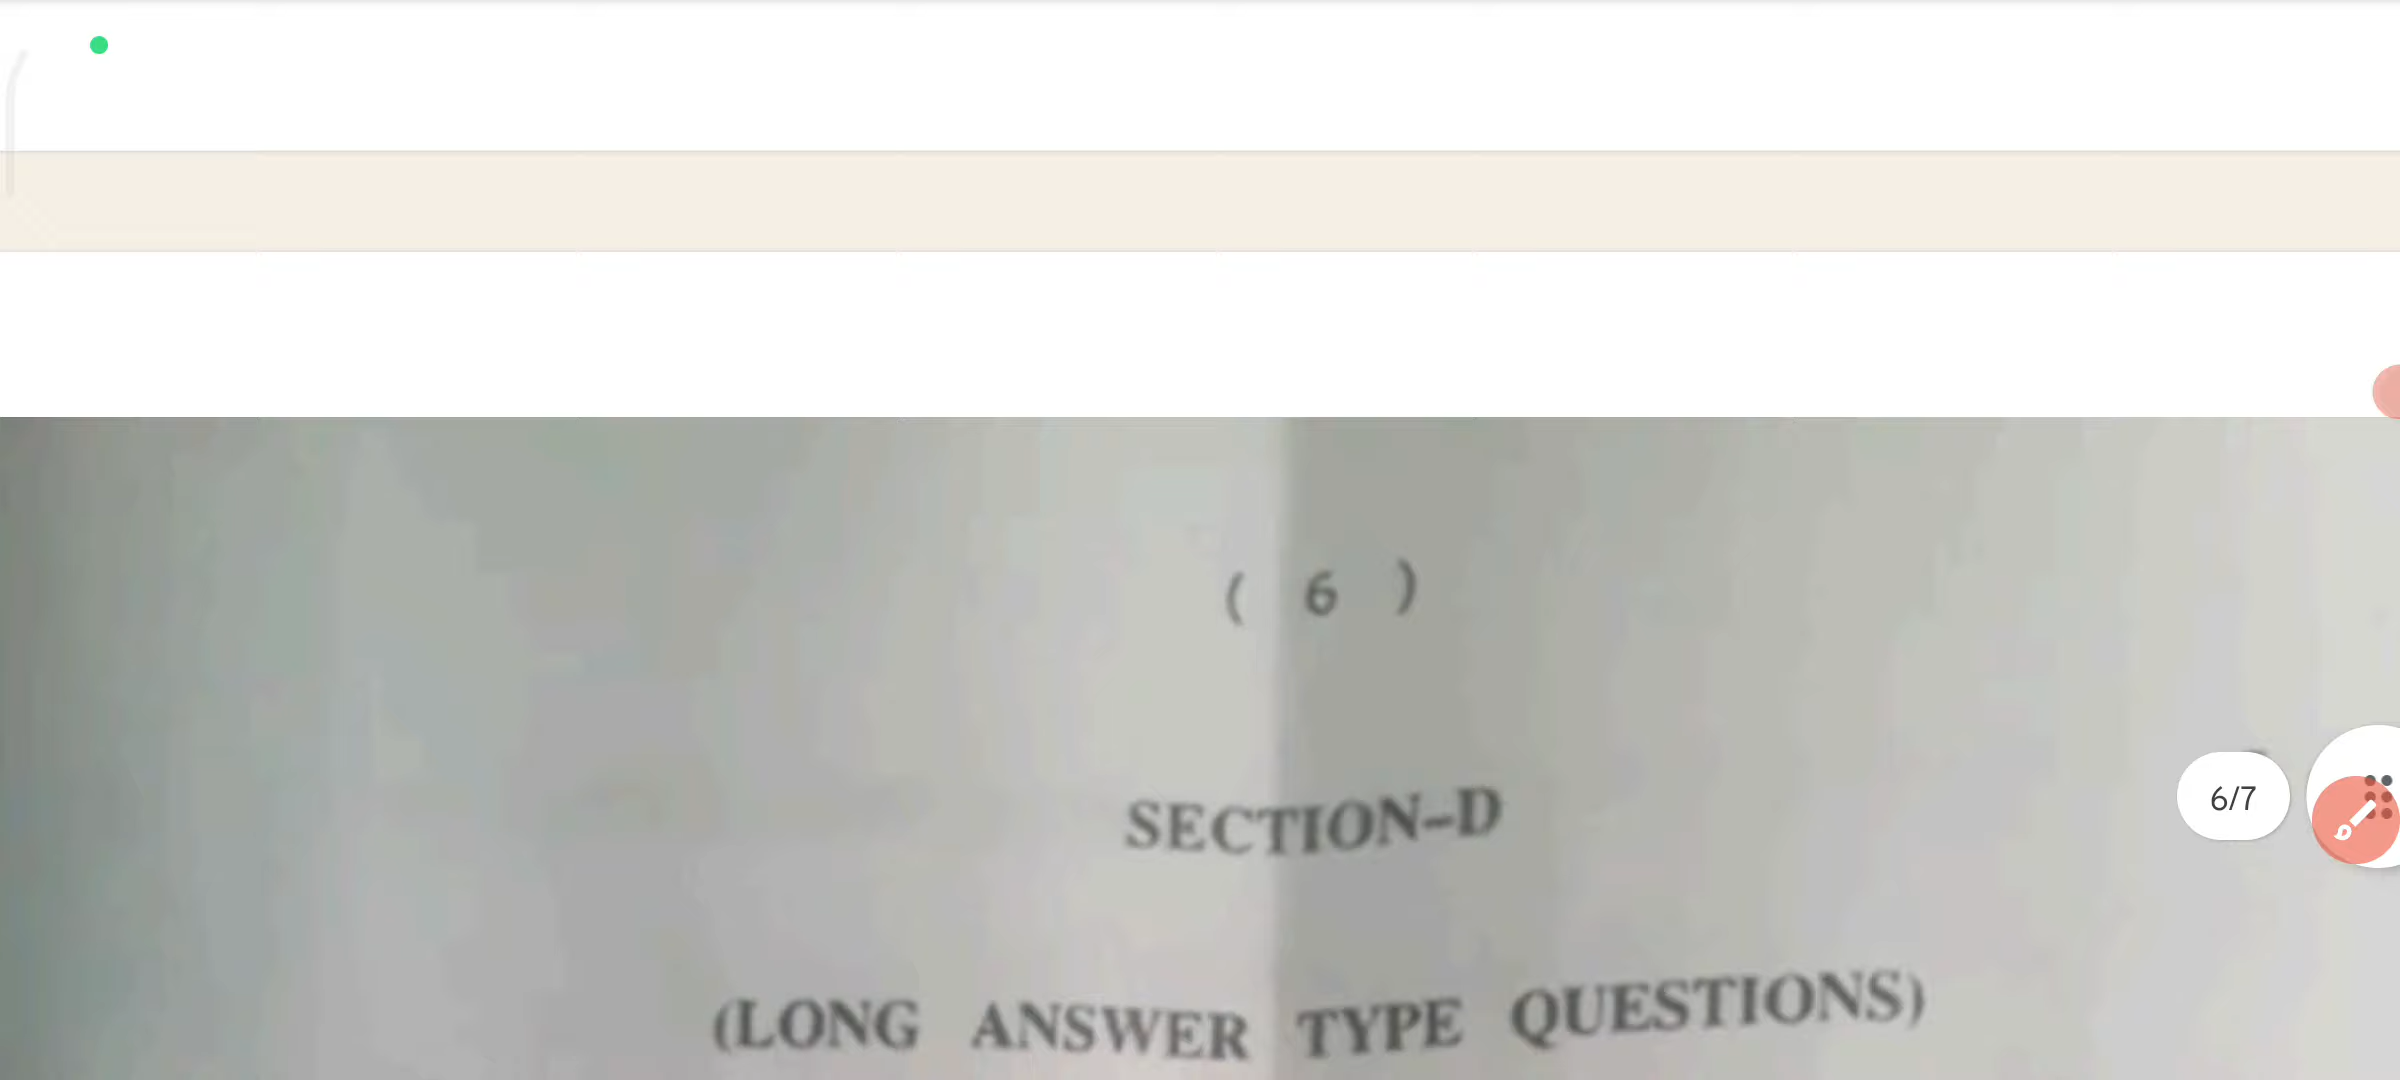 ( 6 )
SECTION-D
6/7
(LONG ANSWER TYPE QUESTIONS)